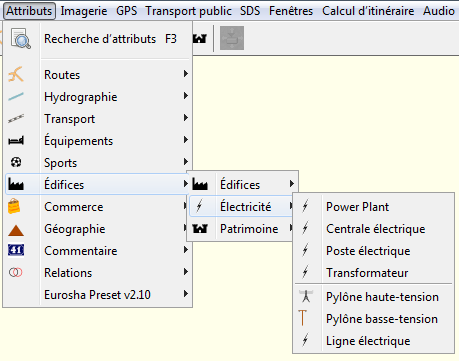 Attributs Imagerie GPS Transport public SDS Fenêtres Calcul d'itinéraire Audio
Recherche d'attributs F3
Routes
Hydrographie
Transport
Équipements
Sports
Édifices
Commerce
Géographie
41 Commentaire
Relations
Eurosha Preset v2.10
Édifices
Électricité
Patrimoine
Power Plant
Centrale électrique
Poste électrique
Transformateur
Pylône haute-tension
Pylône basse-tension
Ligne électrique